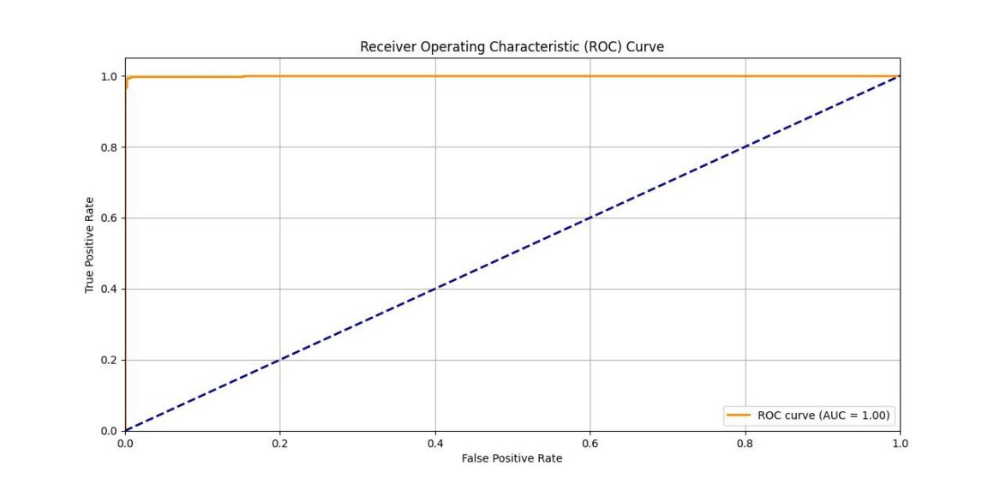 Receiver Operating Characteristic (ROC) Curve
1.0
0.8
0.6
0.4
0.2
0.0
True Positive Rate
ROC curve (AUC = 1.00)
0.0 0.2 0.4 0.6 0.8 1.0
False Positive Rate